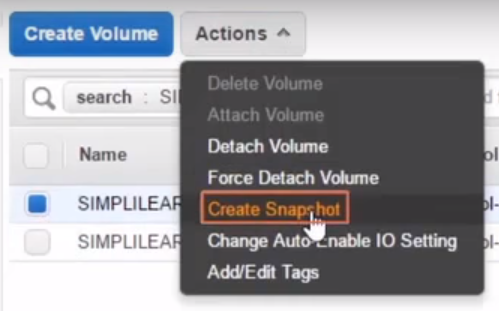 Create Volume
Actions
Delete Volume
search : SI
Attach Volume
Detach Volume
Name
Force Detach Volume
SIMPLILEAR
Create Snapshot
SIMPLILEAR
Change Auto-Enable IO Setting
Add/Edit Tags